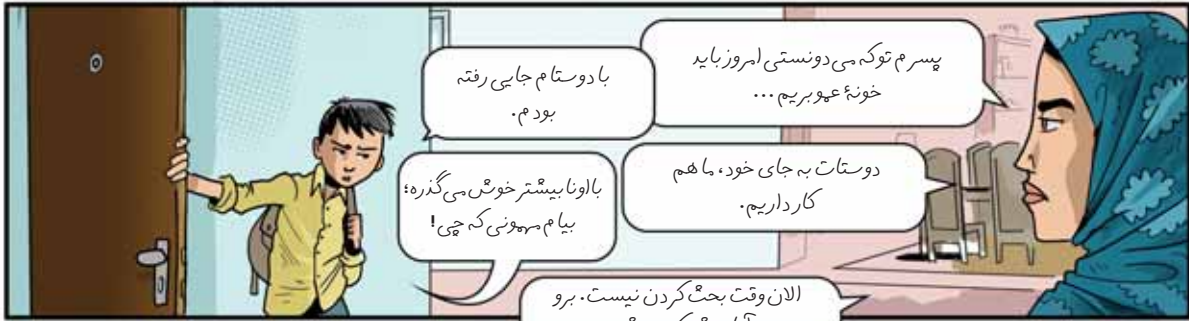 پسرم تو که می‌دونستی امروز باید
خونهٔ عمو بریم...
با دوستام جایی رفته
بودم.
دوستات به جای خود، ما هم
کار داریم.
با اونا بیشتر خوش می‌گذره؛
بیام مهمونی که چی!
الان وقت بحث کردن نیست. برو